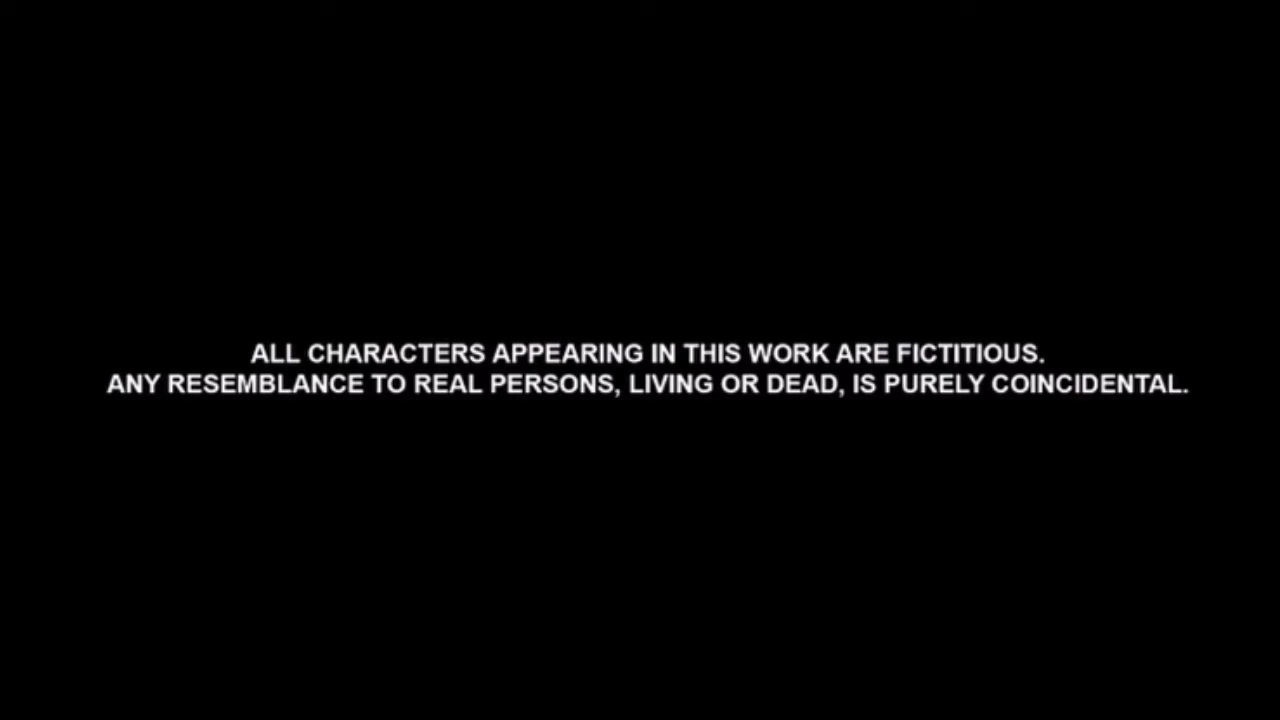 ALL CHARACTERS APPEARING IN THIS WORK ARE FICTITIOUS.
ANY RESEMBLANCE TO REAL PERSONS, LIVING OR DEAD, IS PURELY COINCIDENTAL.